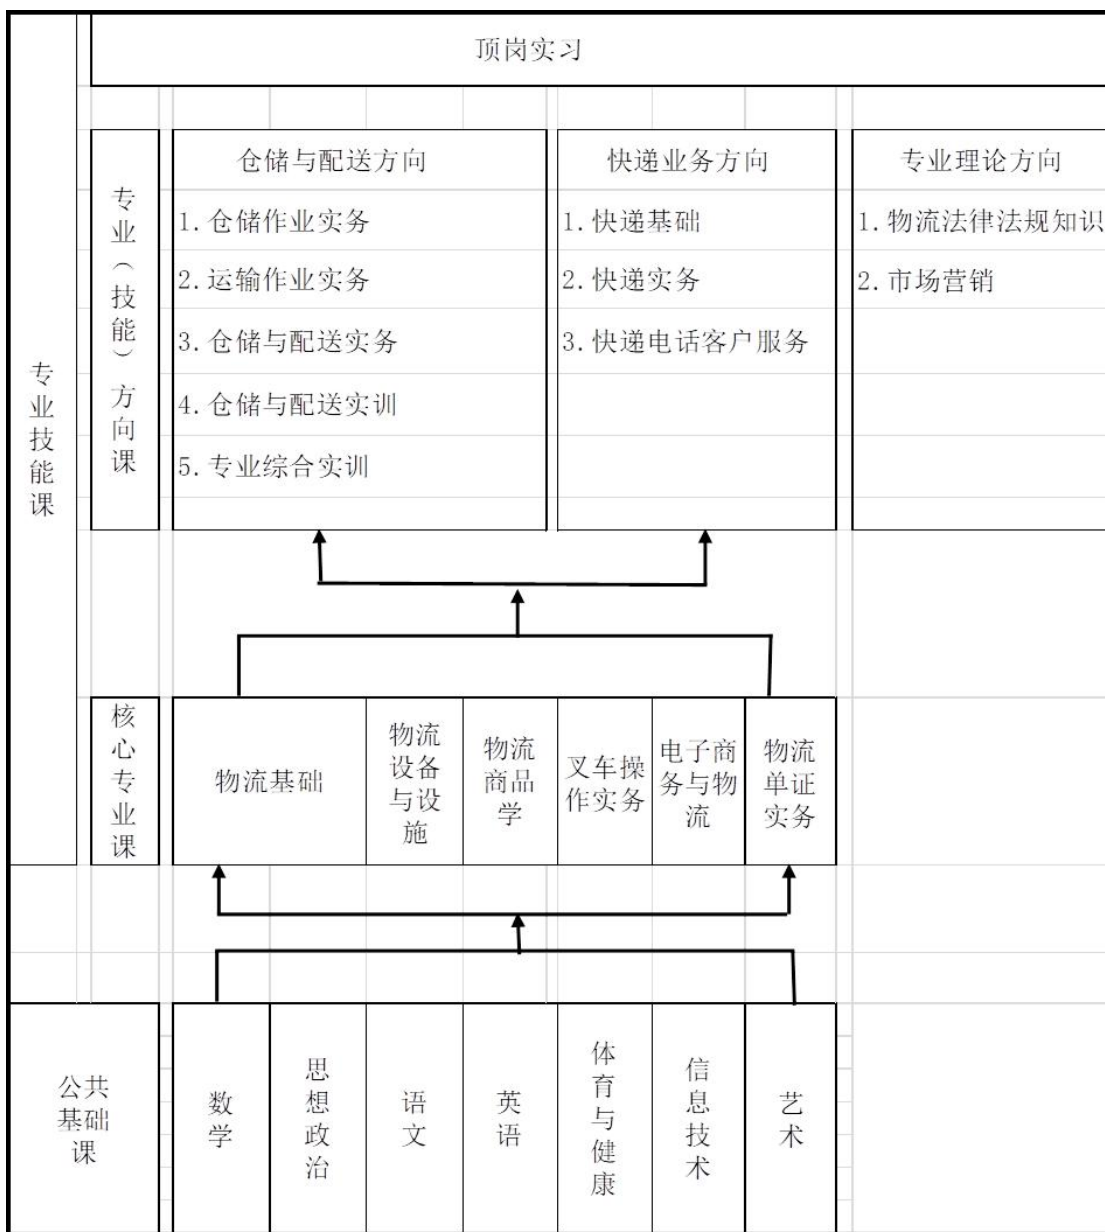 顶岗实习
专业技能课
专业（技能）方向课
仓储与配送方向
1.仓储作业实务
2.运输作业实务
3.仓储与配送实务
4.仓储与配送实训
5.专业综合实训
快递业务方向
1.快递基础
2.快递实务
3.快递电话客户服务
专业理论方向
1.物流法律法规知识
2.市场营销
核心专业课
物流基础
物流
设备
与设
施
物流
商品
学
叉车操
作实务
电子商
务与物
流
物流
单证
实务
公共
基础
课
数学
思想政治
语文
英语
体育与健康
信息技术
艺术